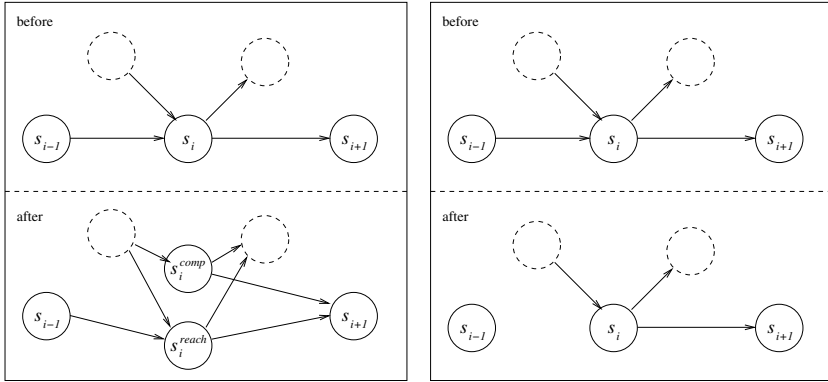 before
s_{i-1} s_i s_{i+1}
after
s_i^{comp}
s_{i-1} s_{i+1}
s_i^{reach}
before
s_{i-1} s_i s_{i+1}
after
s_{i-1} s_i s_{i+1}